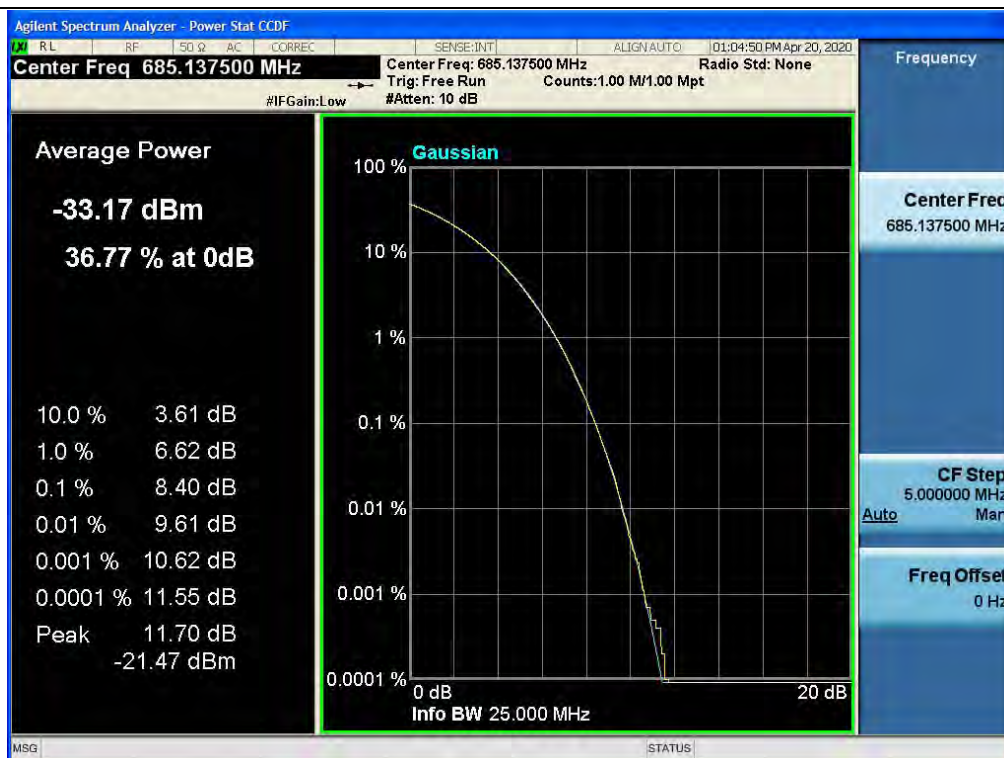 Agilent Spectrum Analyzer - Power Stat CCDF
RL RF 50 Ω AC CORREC SENSE:INT ALIGNAUTO 01:04:50 PM Apr 20, 2020
Center Freq 685.137500 MHz
#IFGain:Low
Center Freq: 685.137500 MHz Radio Std: None
Trig: Free Run Counts:1.00 M/1.00 Mpt
#Atten: 10 dB
Average Power
-33.17 dBm
36.77 % at 0dB
10.0 % 3.61 dB
1.0 % 6.62 dB
0.1 % 8.40 dB
0.01 % 9.61 dB
0.001 % 10.62 dB
0.0001 % 11.55 dB
Peak 11.70 dB
-21.47 dBm
Gaussian
100 %
10 %
1 %
0.1 %
0.01 %
0.001 %
0.0001 %
0 dB 20 dB
Info BW 25.000 MHz
Frequency
Center Freq
685.137500 MHz
CF Step
5.000000 MHz
Auto Man
Freq Offset
0 Hz
MSG STATUS